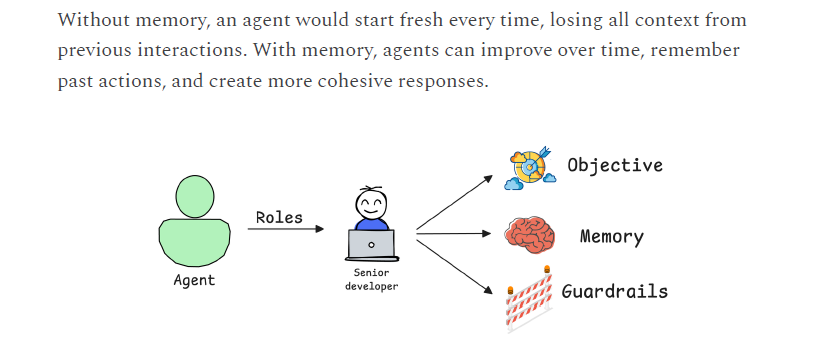 Without memory, an agent would start fresh every time, losing all context from
previous interactions. With memory, agents can improve over time, remember
past actions, and create more cohesive responses.
Objective
Roles
Memory
Senior
developer
Agent
Guardrails